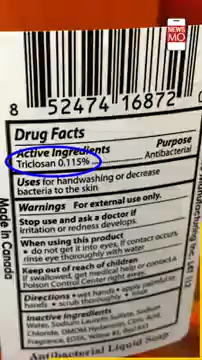 NEWS
MO
8 52474 16872
Drug Facts
Active Ingredients Purpose
Triclosan 0.115% Antibacterial
Uses for handwashing or decrease
bacteria to the skin
Warnings For external use only.
Stop use and ask a doctor if
irritation or redness develops.
When using this product
• do not get it into eyes. If contact occurs,
rinse eye thoroughly with water
Keep out of reach of children
If swallowed, get medical help or contact a
Poison Control Center right away.
Directions • wet hands • apply palmful to
hands • scrub thoroughly • rinse
Inactive Ingredients
Water, Sodium Laureth Sulfate, Sodium
Chloride, DMDM Hydantoin,
Fragrance, EDTA, Yellow
Antibacterial Liquid Soap
Made in Canada